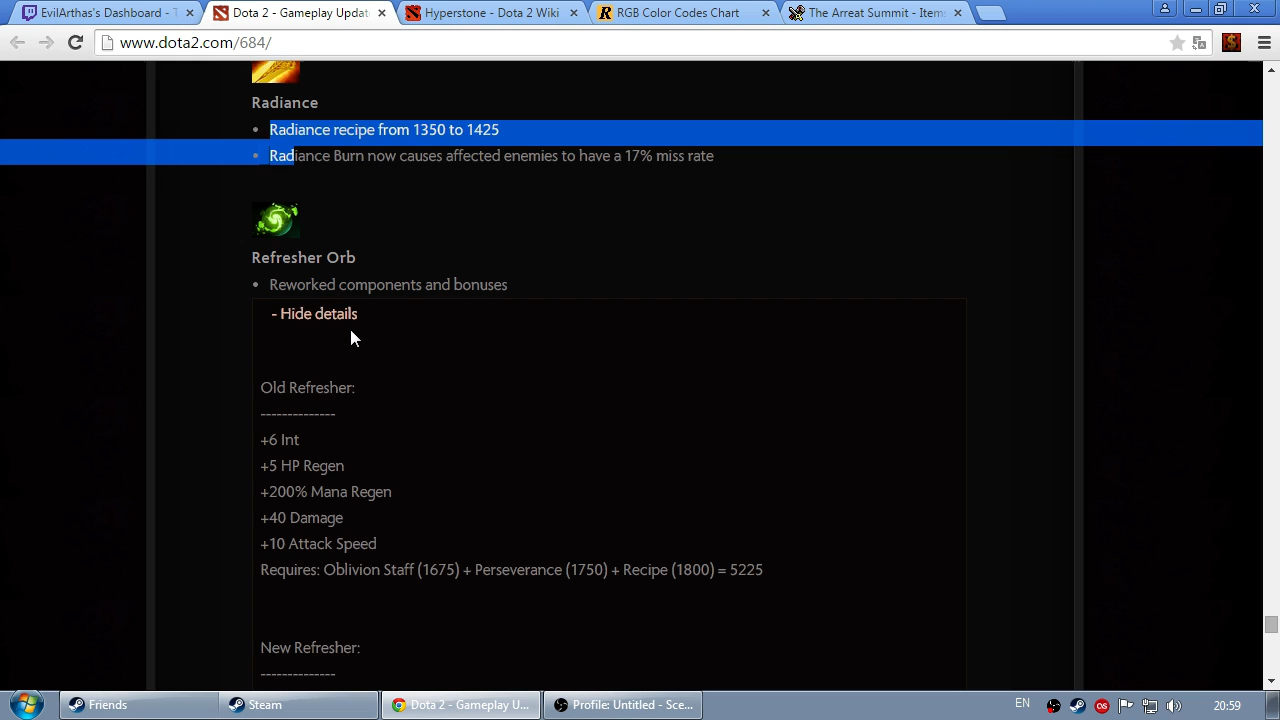 EvilArthas's Dashboard - T
Dota 2 - Gameplay Updat
Hyperstone - Dota 2 Wiki
RGB Color Codes Chart
The Arreat Summit - Items
www.dota2.com/684/
Radiance
• Radiance recipe from 1350 to 1425
• Radiance Burn now causes affected enemies to have a 17% miss rate
Refresher Orb
• Reworked components and bonuses
- Hide details
Old Refresher:
--------------
+6 Int
+5 HP Regen
+200% Mana Regen
+40 Damage
+10 Attack Speed
Requires: Oblivion Staff (1675) + Perseverance (1750) + Recipe (1800) = 5225
New Refresher:
--------------
Friends
Steam
Dota 2 - Gameplay U...
Profile: Untitled - Sce...
EN
20:59